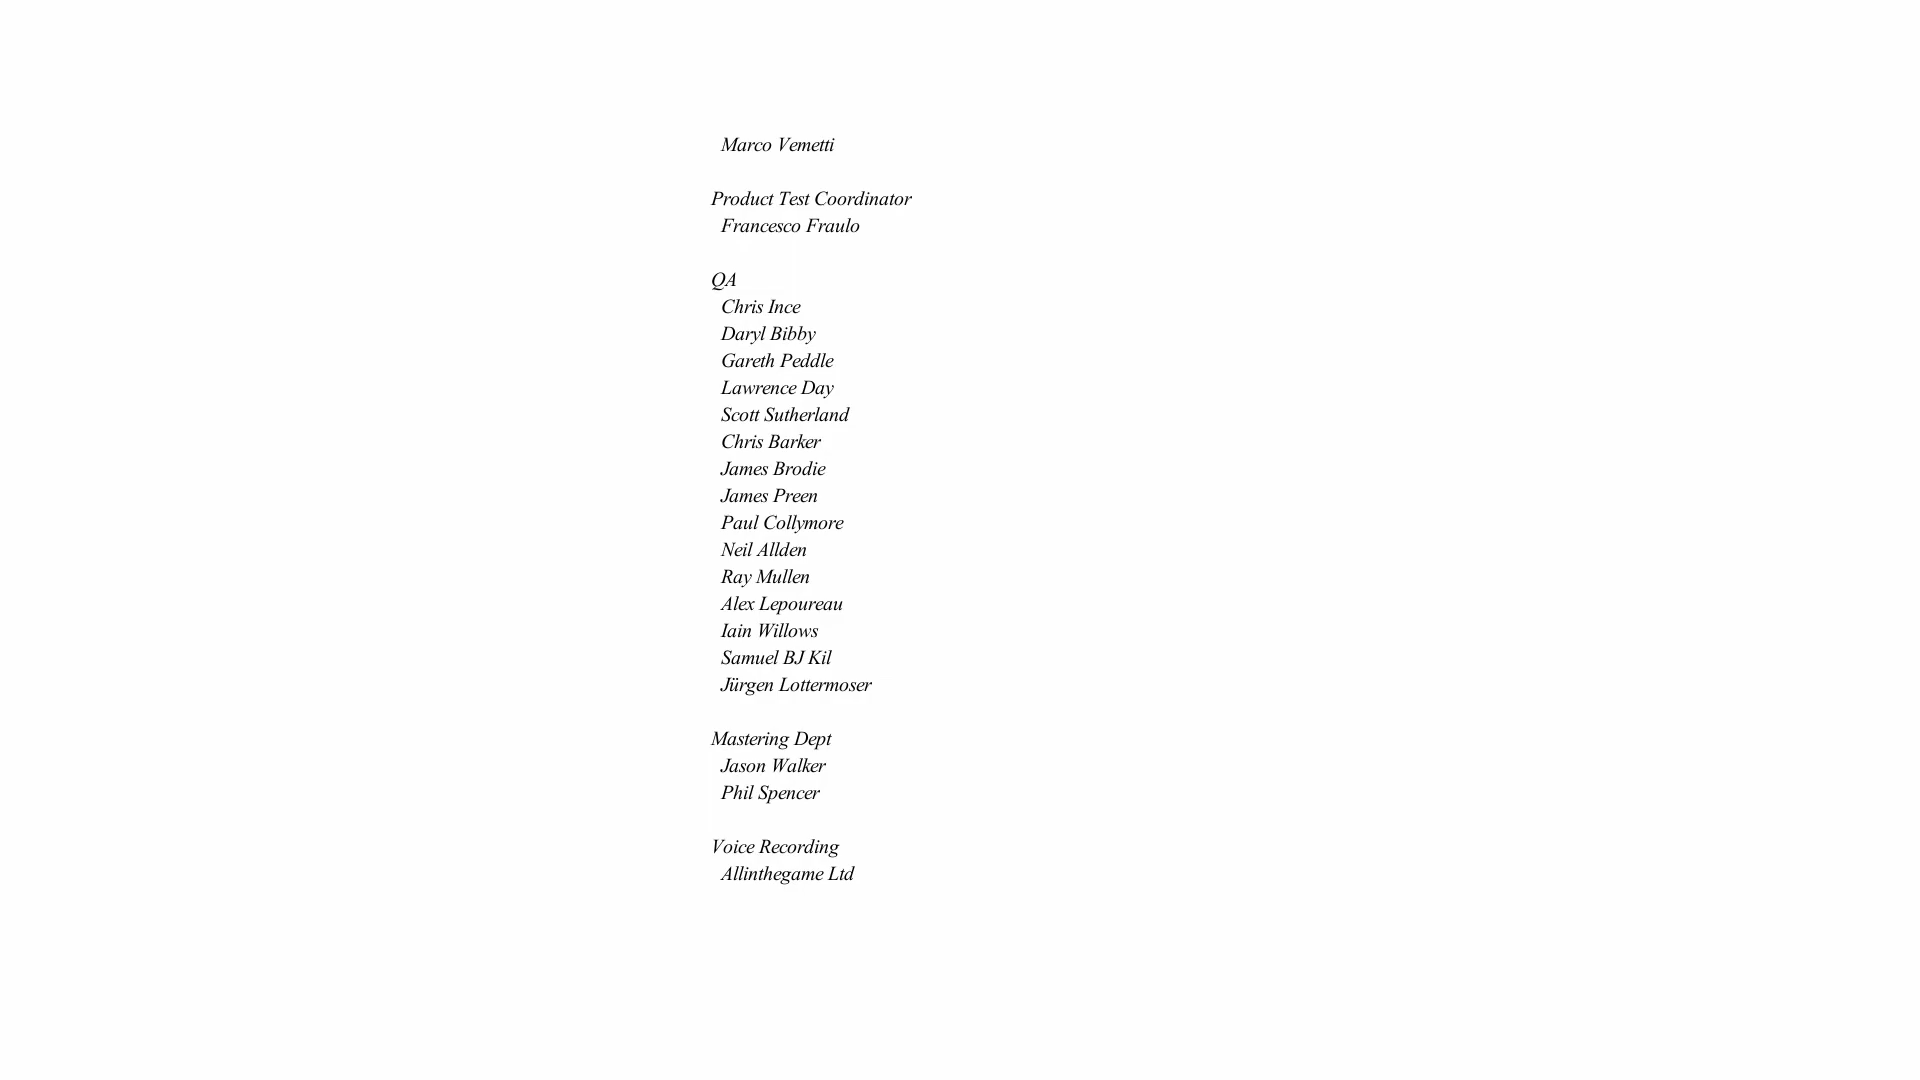 Marco Vemetti
Product Test Coordinator
Francesco Fraulo
QA
Chris Ince
Daryl Bibby
Gareth Peddle
Lawrence Day
Scott Sutherland
Chris Barker
James Brodie
James Preen
Paul Collymore
Neil Allden
Ray Mullen
Alex Lepoureau
Iain Willows
Samuel BJ Kil
Jürgen Lottermoser
Mastering Dept
Jason Walker
Phil Spencer
Voice Recording
Allinthegame Ltd